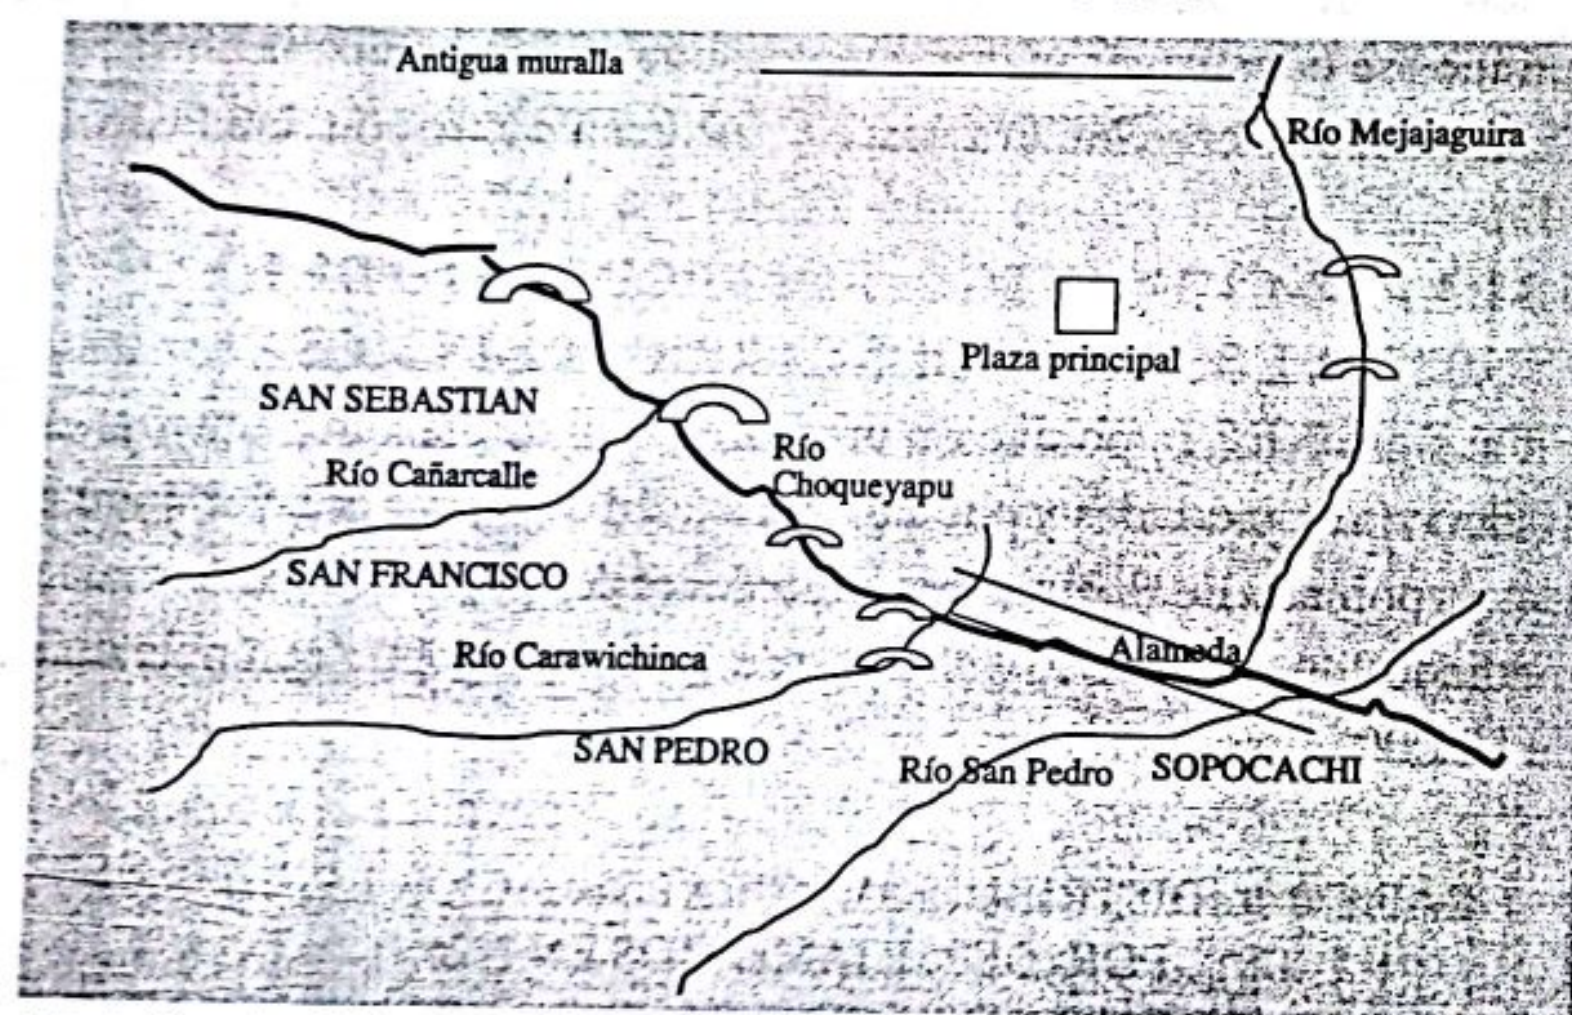 Antigua muralla
Río Mejajaguira
Plaza principal
SAN SEBASTIAN
Río
Choqueyapu
Río Cañarcalle
SAN FRANCISCO
Alameda
Río Carawichinca
SAN PEDRO
Río San Pedro
SOPOCACHI